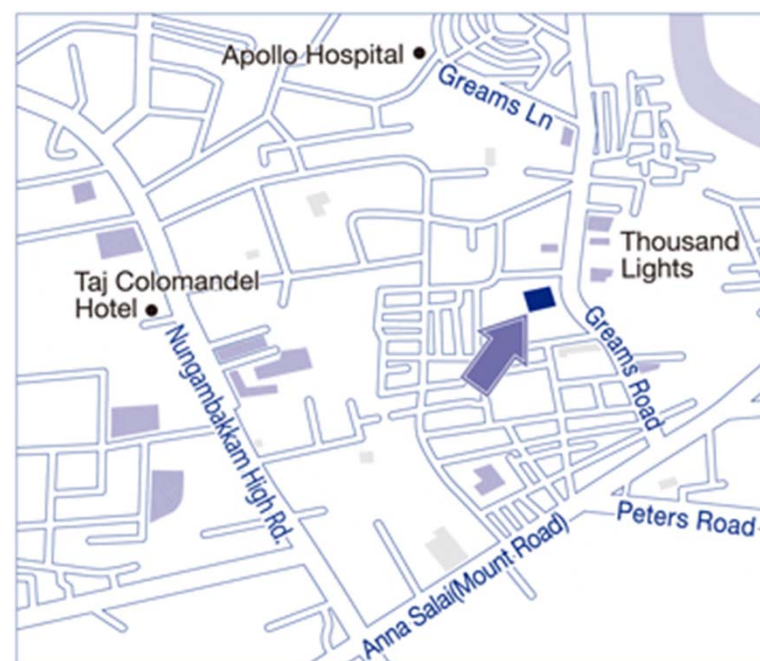 Apollo Hospital
Greams Ln
Thousand
Lights
Taj Colomandel
Hotel
Greams Road
Nungambakkam High Rd.
Peters Road
Anna Salai(Mount Road)